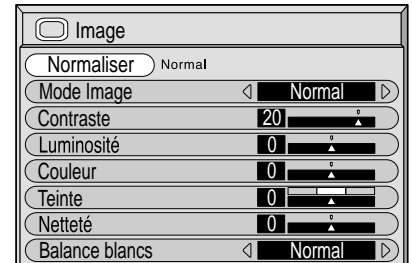 Image
Normaliser Normal
Mode Image Normal
Contraste 20
Luminosité 0
Couleur 0
Teinte 0
Netteté 0
Balance blancs Normal